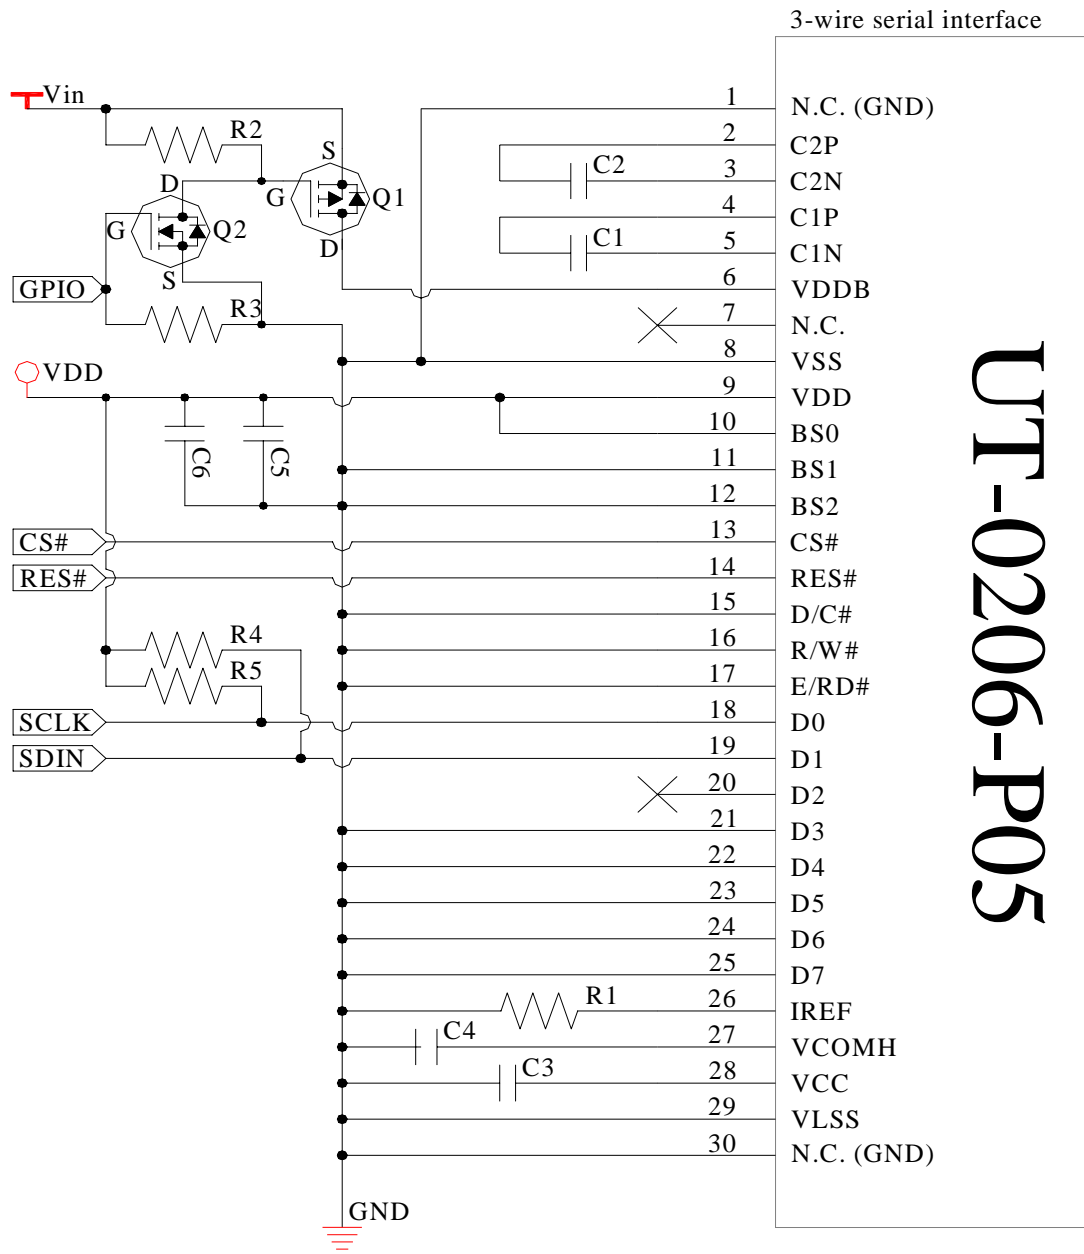 3-wire serial interface
Vin
R2
S
G
Q1
D
D
G
Q2
S
GPIO
R3
VDD
C6
C5
CS#
RES#
R4
R5
SCLK
SDIN
C2
C1
R1
C4
C3
GND
1 N.C. (GND)
2 C2P
3 C2N
4 C1P
5 C1N
6 VDDB
7 N.C.
8 VSS
9 VDD
10 BS0
11 BS1
12 BS2
13 CS#
14 RES#
15 D/C#
16 R/W#
17 E/RD#
18 D0
19 D1
20 D2
21 D3
22 D4
23 D5
24 D6
25 D7
26 IREF
27 VCOMH
28 VCC
29 VLSS
30 N.C. (GND)
UT-0206-P05